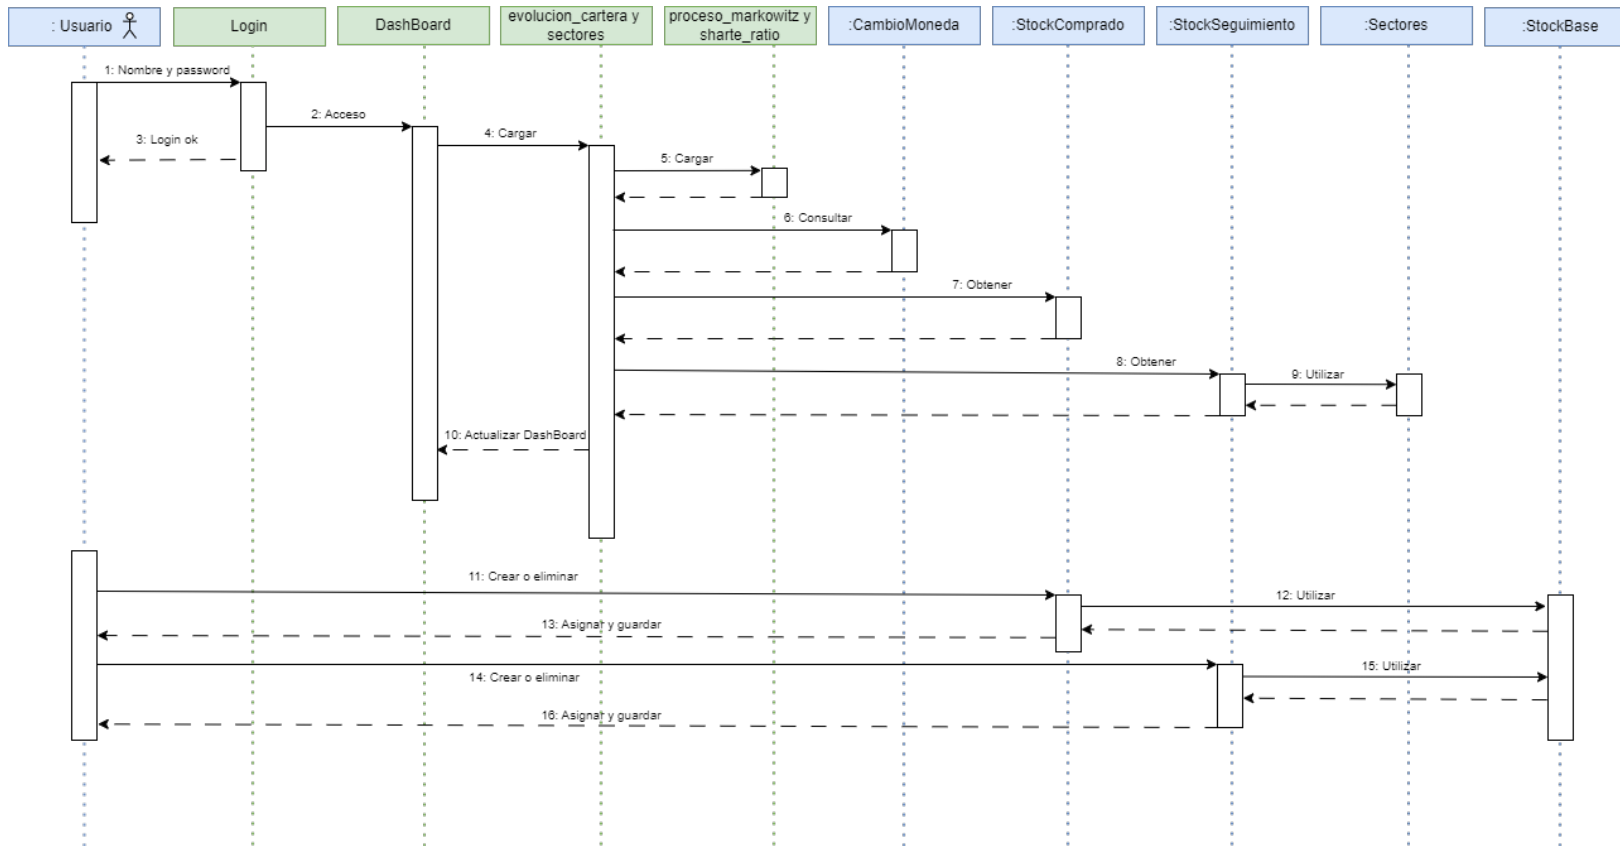 : Usuario
Login
DashBoard
evolucion_cartera y
sectores
proceso_markowitz y
sharte_ratio
:CambioMoneda
:StockComprado
:StockSeguimiento
:Sectores
:StockBase
1: Nombre y password
2: Acceso
3: Login ok
4: Cargar
5: Cargar
6: Consultar
7: Obtener
8: Obtener
9: Utilizar
10: Actualizar DashBoard
11: Crear o eliminar
12: Utilizar
13: Asignar y guardar
14: Crear o eliminar
15: Utilizar
16: Asignar y guardar